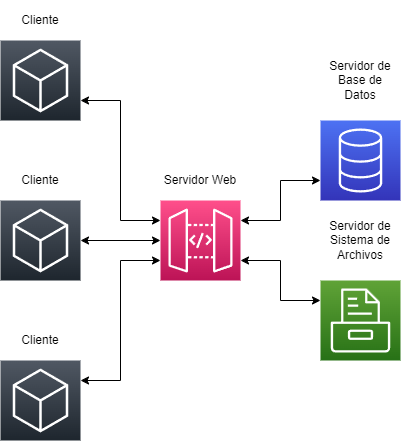 Cliente
Servidor de
Base de
Datos
Cliente
Servidor Web
Servidor de
Sistema de
Archivos
</>
Cliente